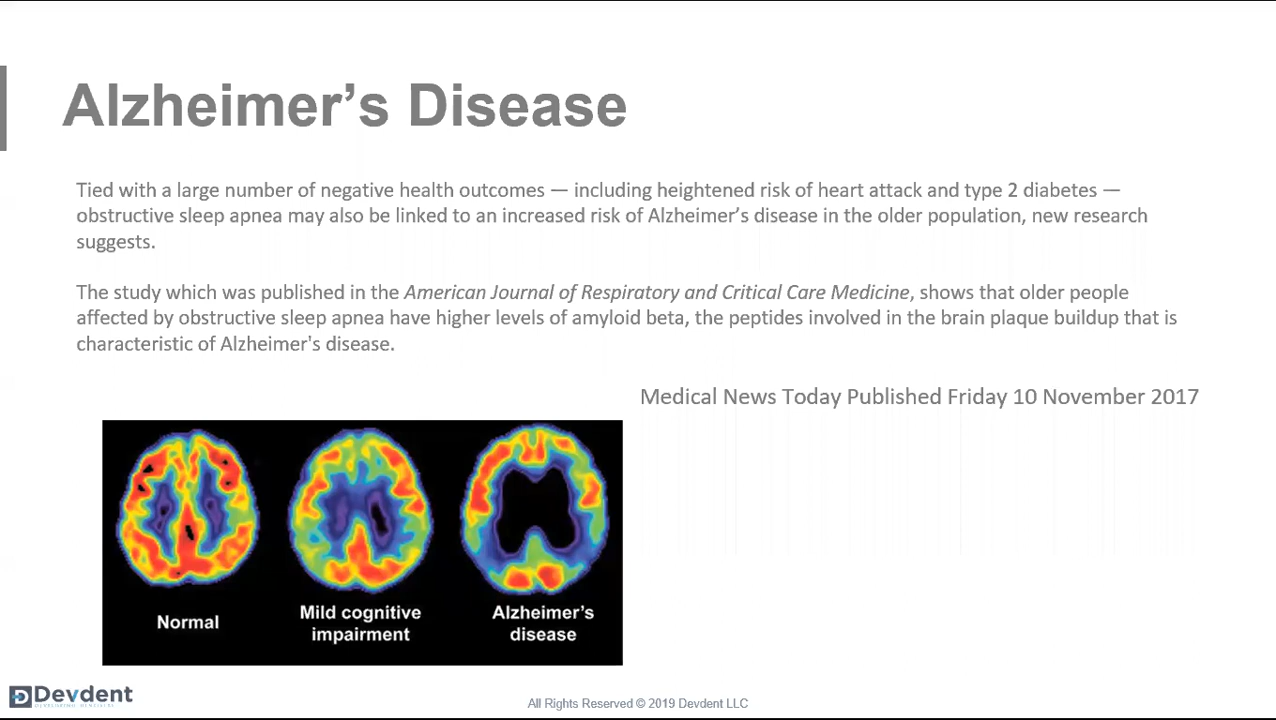 Alzheimer’s Disease
Tied with a large number of negative health outcomes — including heightened risk of heart attack and type 2 diabetes —
obstructive sleep apnea may also be linked to an increased risk of Alzheimer’s disease in the older population, new research
suggests.
The study which was published in the American Journal of Respiratory and Critical Care Medicine, shows that older people
affected by obstructive sleep apnea have higher levels of amyloid beta, the peptides involved in the brain plaque buildup that is
characteristic of Alzheimer's disease.
Medical News Today Published Friday 10 November 2017
Normal
Mild cognitive
impairment
Alzheimer’s
disease
Devdent
DEVELOPING DENTISTS
All Rights Reserved © 2019 Devdent LLC